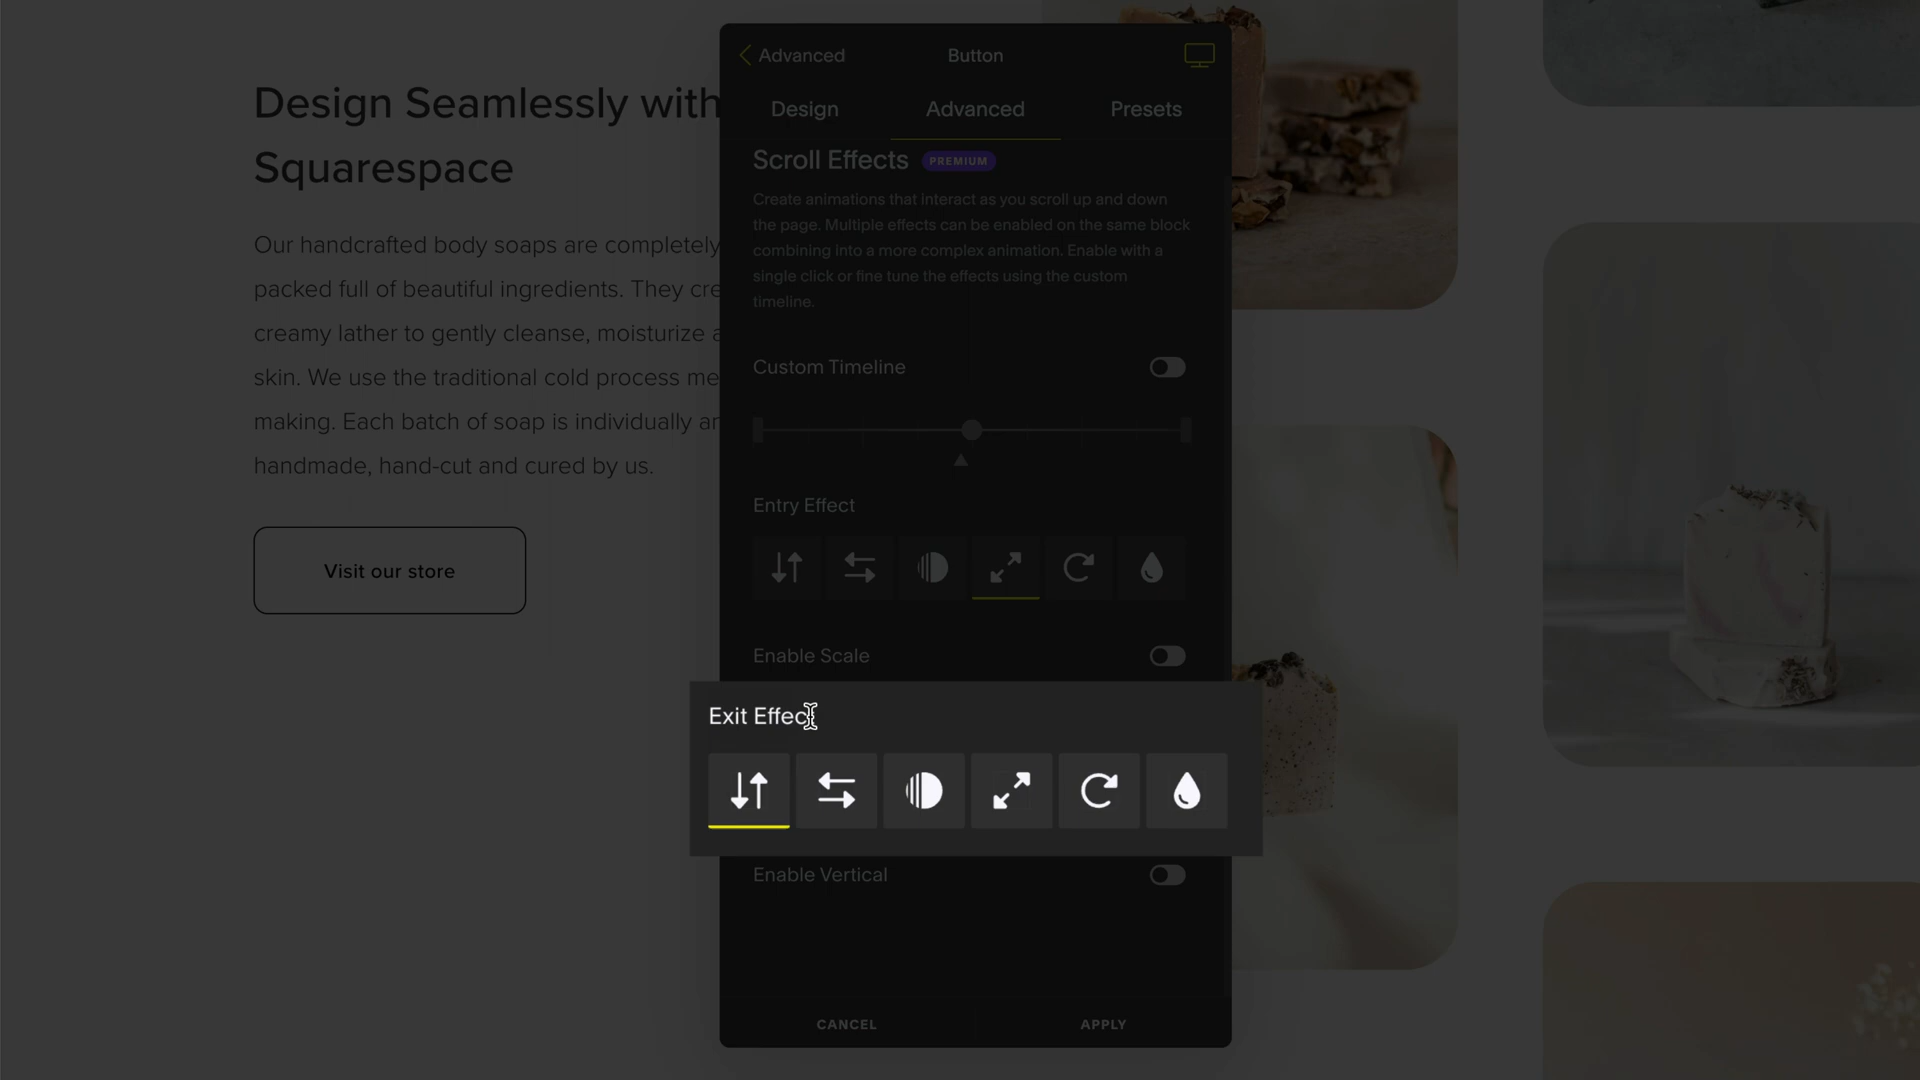 Design Seamlessly with
Squarespace
Our handcrafted body soaps are completely
packed full of beautiful ingredients. They cre
creamy lather to gently cleanse, moisturize a
skin. We use the traditional cold process me
making. Each batch of soap is individually an
handmade, hand-cut and cured by us.
Visit our store
Advanced
Button
Design
Advanced
Presets
Scroll Effects
PREMIUM
Create animations that interact as you scroll up and down
the page. Multiple effects can be enabled on the same block
combining into a more complex animation. Enable with a
single click or fine tune the effects using the custom
timeline.
Custom Timeline
Entry Effect
Enable Scale
Exit Effect
Enable Vertical
CANCEL
APPLY